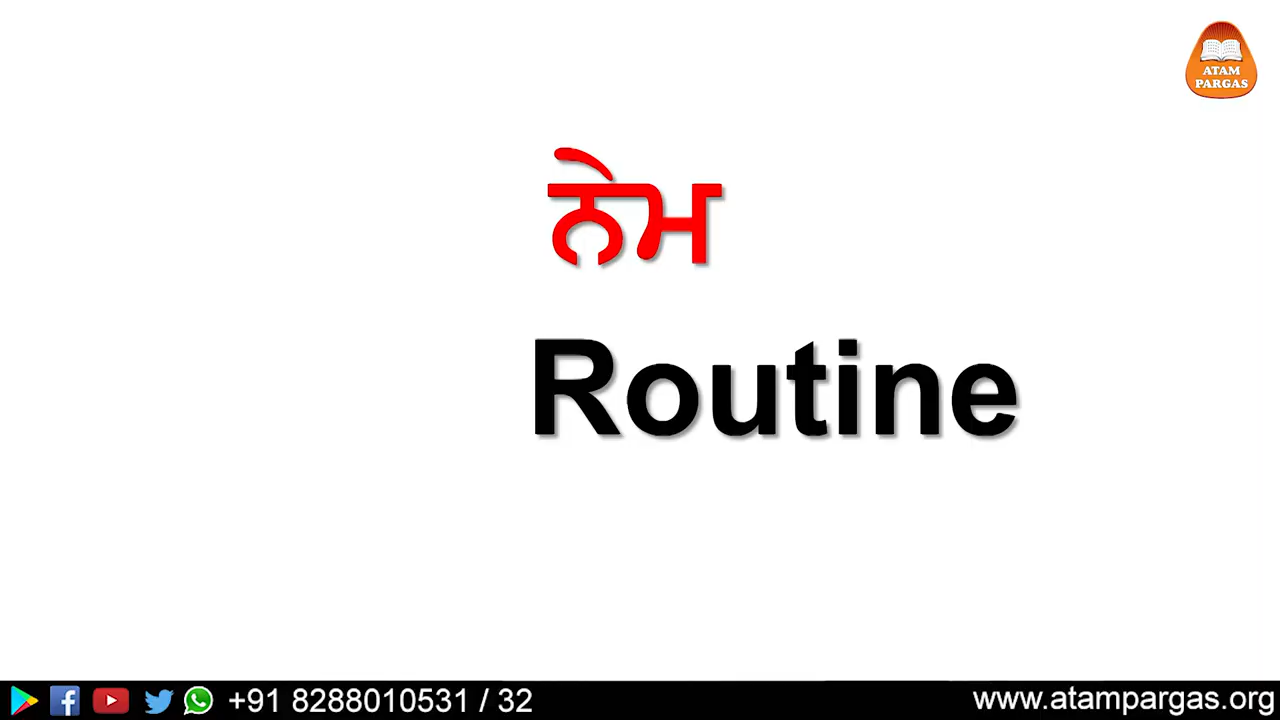 ATAM
PARGAS
ਨੇਮ
Routine
+91 8288010531 / 32
www.atampargas.org